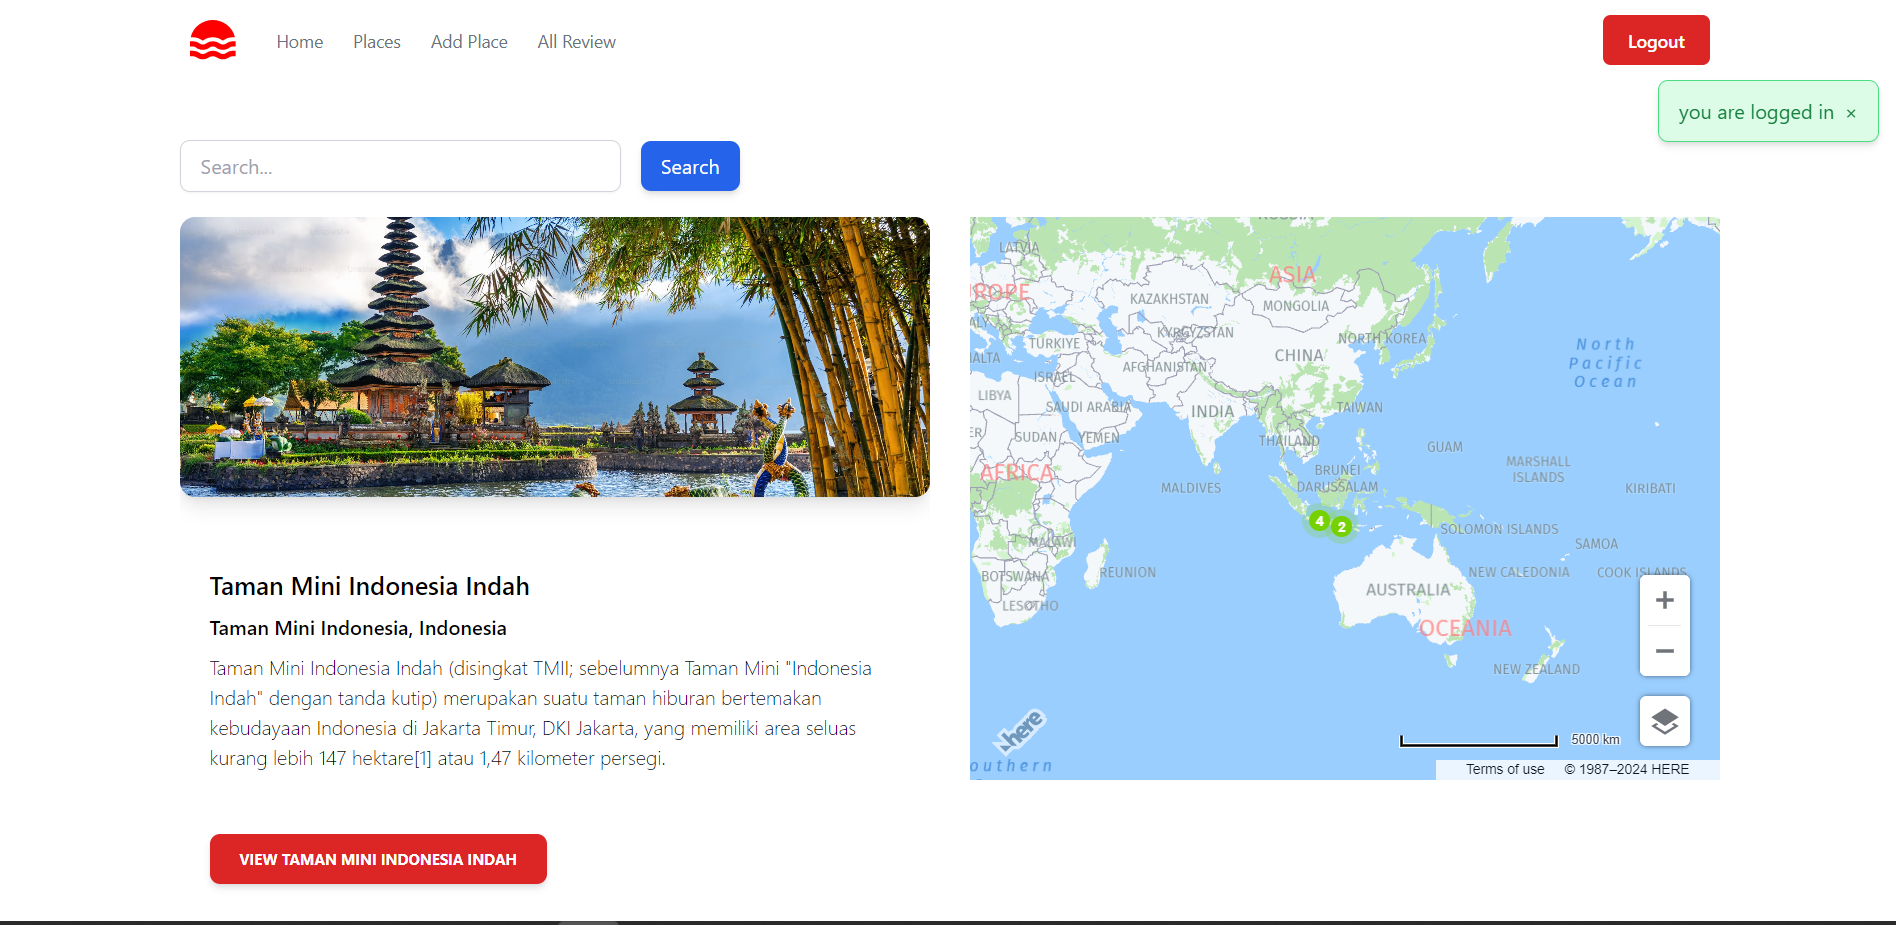 Home Places Add Place All Review
Logout
you are logged in ×
Search...
Search
Taman Mini Indonesia Indah
Taman Mini Indonesia, Indonesia
Taman Mini Indonesia Indah (disingkat TMII; sebelumnya Taman Mini "Indonesia
Indah" dengan tanda kutip) merupakan suatu taman hiburan bertemakan
kebudayaan Indonesia di Jakarta Timur, DKI Jakarta, yang memiliki area seluas
kurang lebih 147 hektare[1] atau 1,47 kilometer persegi.
VIEW TAMAN MINI INDONESIA INDAH
RUSSIA
LATVIA
ASIA
ROPE
KAZAKHSTAN
MONGOLIA
ALY
KYRGYZSTAN
NORTH KOREA
TÜRKIYE
CHINA
North
Pacific
Ocean
ALTA
AFGHANISTAN
ISRAEL
LIBYA
SAUDI ARABIA
INDIA
TAIWAN
ER
SUDAN
YEMEN
THAILAND
GUAM
AFRICA
BRUNEI
DARUSSALAM
MARSHALL
ISLANDS
MALDIVES
KIRIBATI
4
2
SOLOMON ISLANDS
MALAWI
SAMOA
BOTSWANA
REUNION
NEW CALEDONIA
COOK ISLANDS
AUSTRALIA
LESOTHO
OCEANIA
NEW ZEALAND
here
outhern
5000 km
Terms of use © 1987–2024 HERE